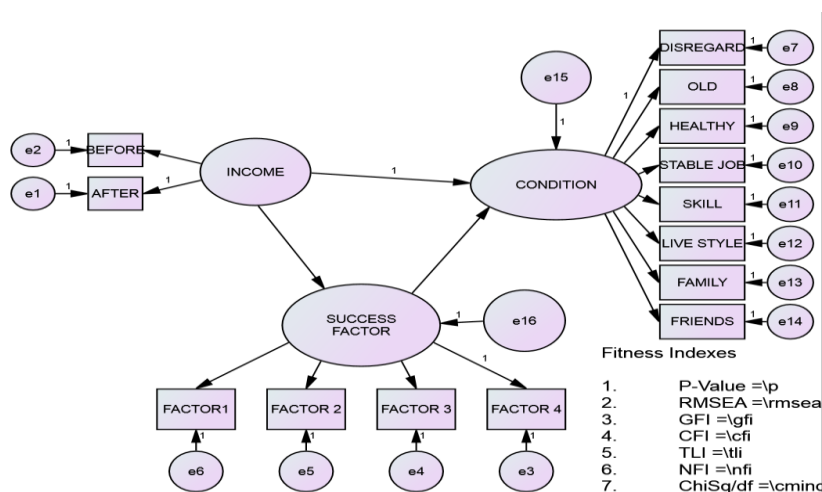 DISREGARD
1
e7
OLD
1
e8
HEALTHY
1
e9
STABLE JOB
1
e10
SKILL
1
e11
LIVE STYLE
1
e12
FAMILY
1
e13
FRIENDS
1
e14
1
e15
1
CONDITION
e2
1
BEFORE
e1
1
AFTER
1
INCOME
1
SUCCESS
FACTOR
1
e16
1
FACTOR1
FACTOR 2
FACTOR 3
FACTOR 4
1
1
1
1
e6
e5
e4
e3
Fitness Indexes
1. P-Value =\p
2. RMSEA =\rmsea
3. GFI =\gfi
4. CFI =\cfi
5. TLI =\tli
6. NFI =\nfi
7. ChiSq/df =\cmind